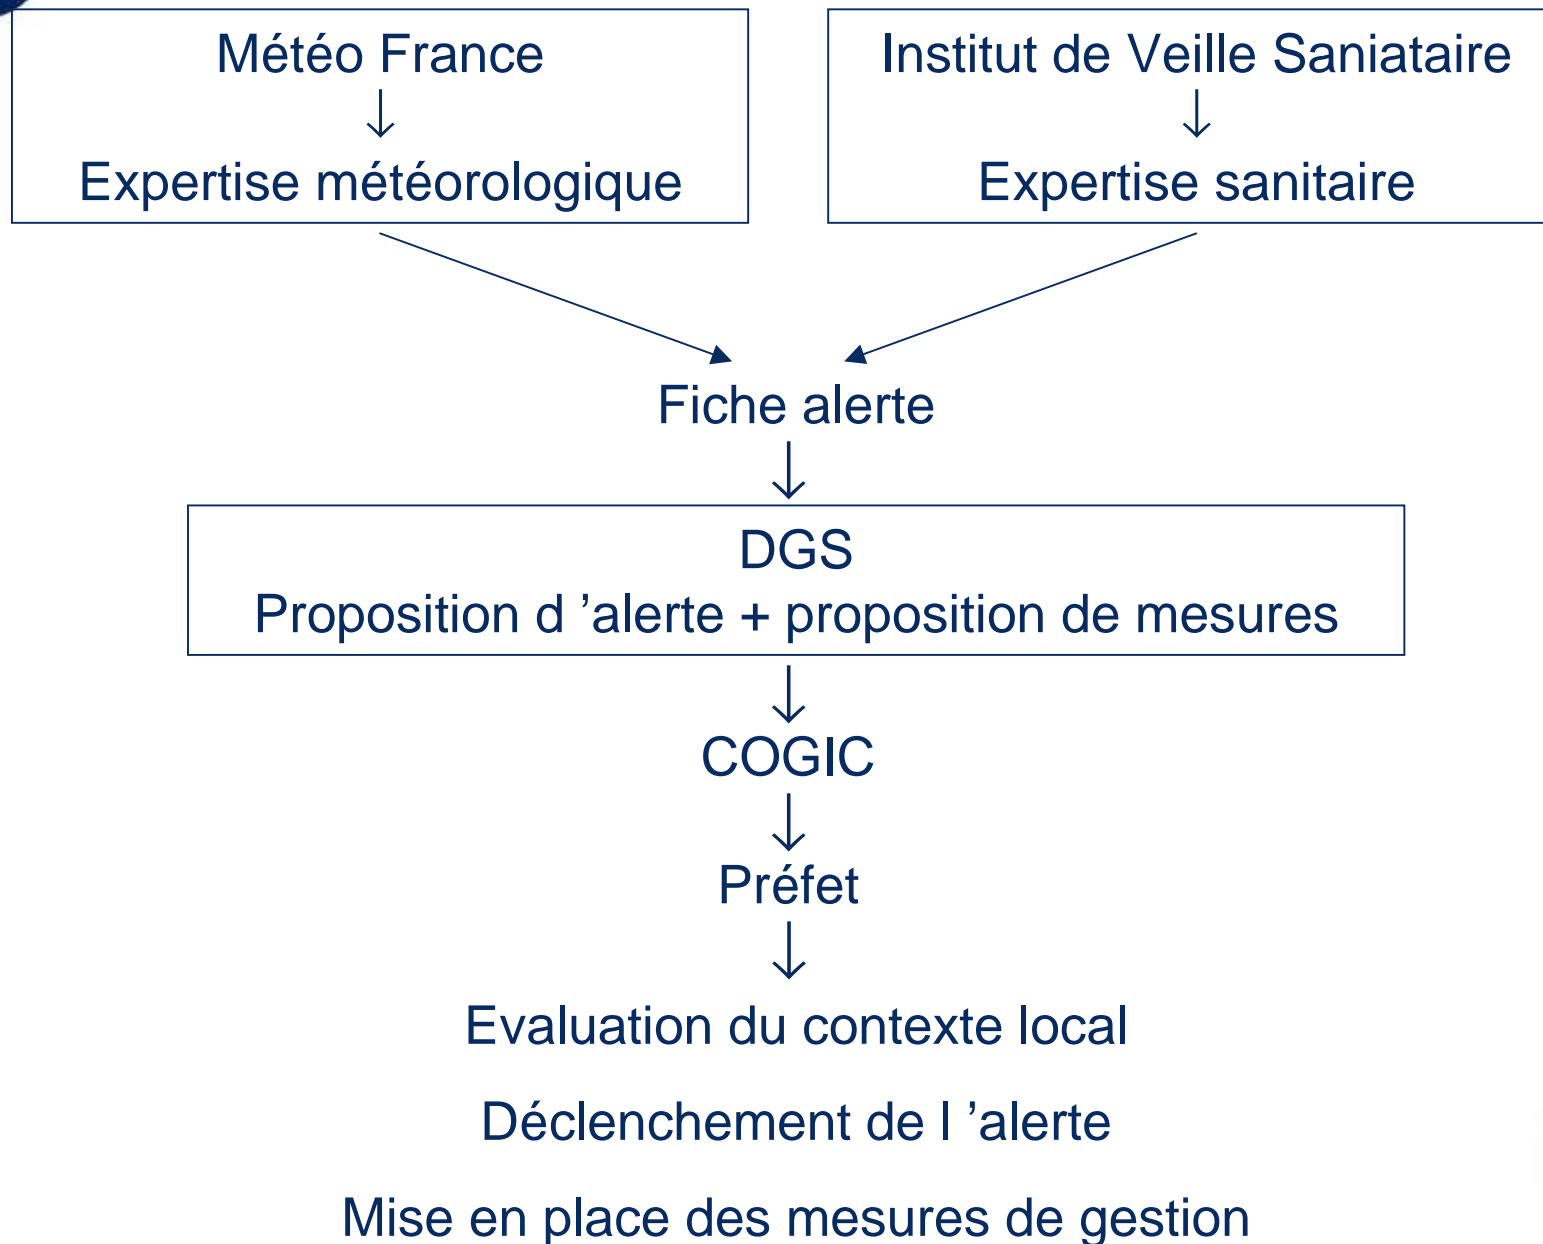 Météo France
Expertise météorologique
Institut de Veille Saniataire
Expertise sanitaire
Fiche alerte
DGS
Proposition d ’alerte + proposition de mesures
COGIC
Préfet
Evaluation du contexte local
Déclenchement de l ’alerte
Mise en place des mesures de gestion